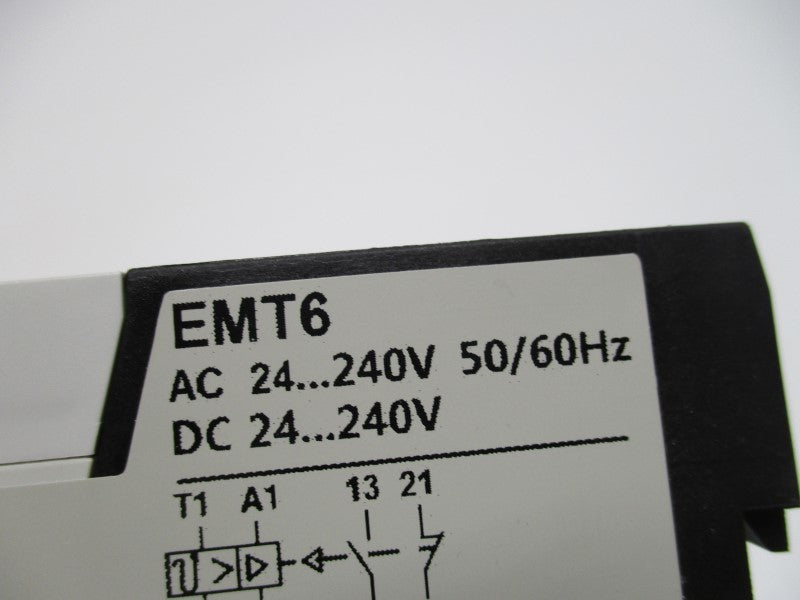 EMT6
AC 24...240V 50/60Hz
DC 24...240V
T1 A1 13 21